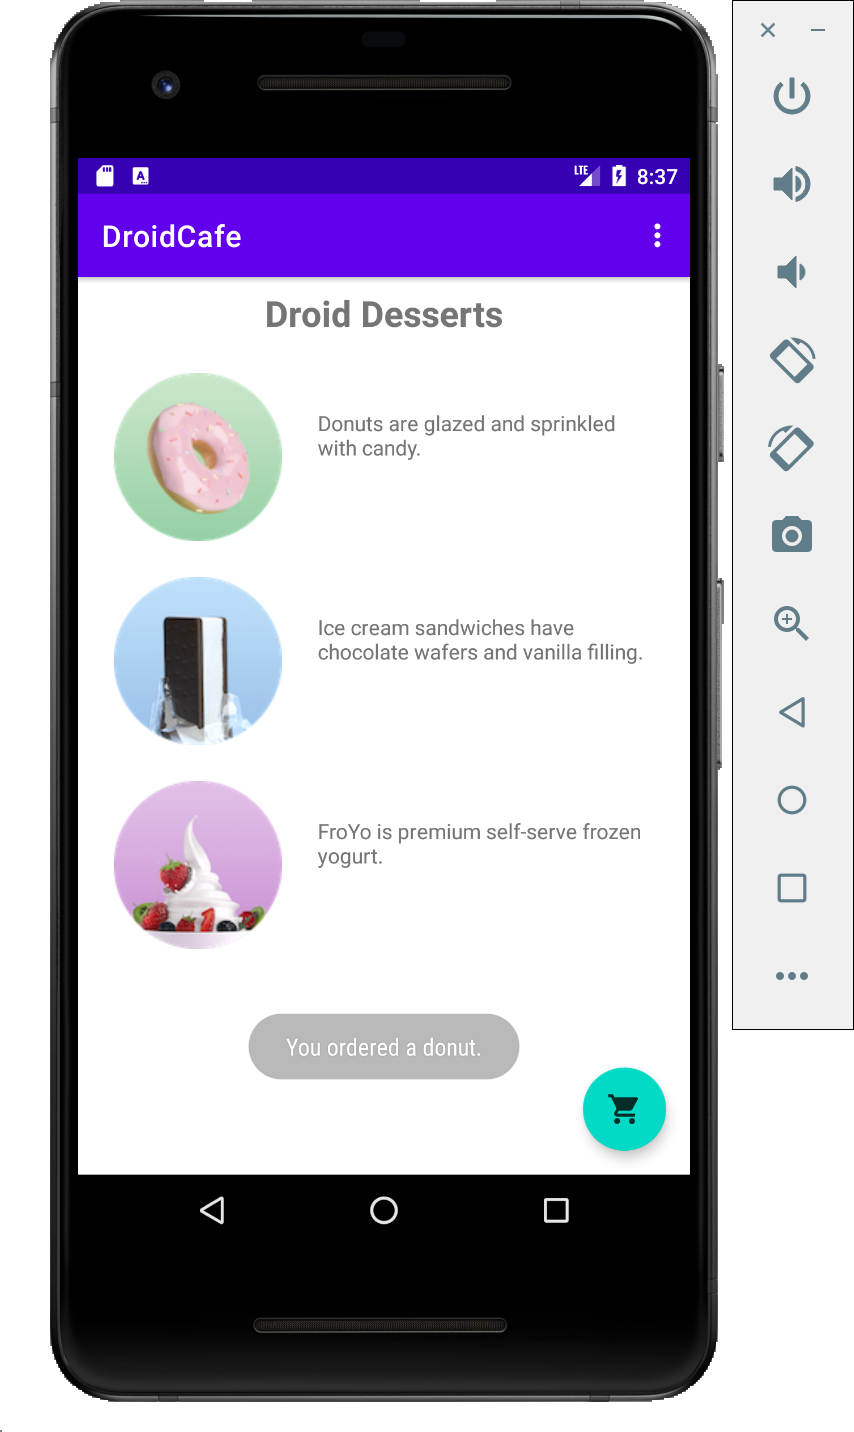 LTE 8:37
DroidCafe
Droid Desserts
Donuts are glazed and sprinkled
with candy.
Ice cream sandwiches have
chocolate wafers and vanilla filling.
FroYo is premium self-serve frozen
yogurt.
You ordered a donut.